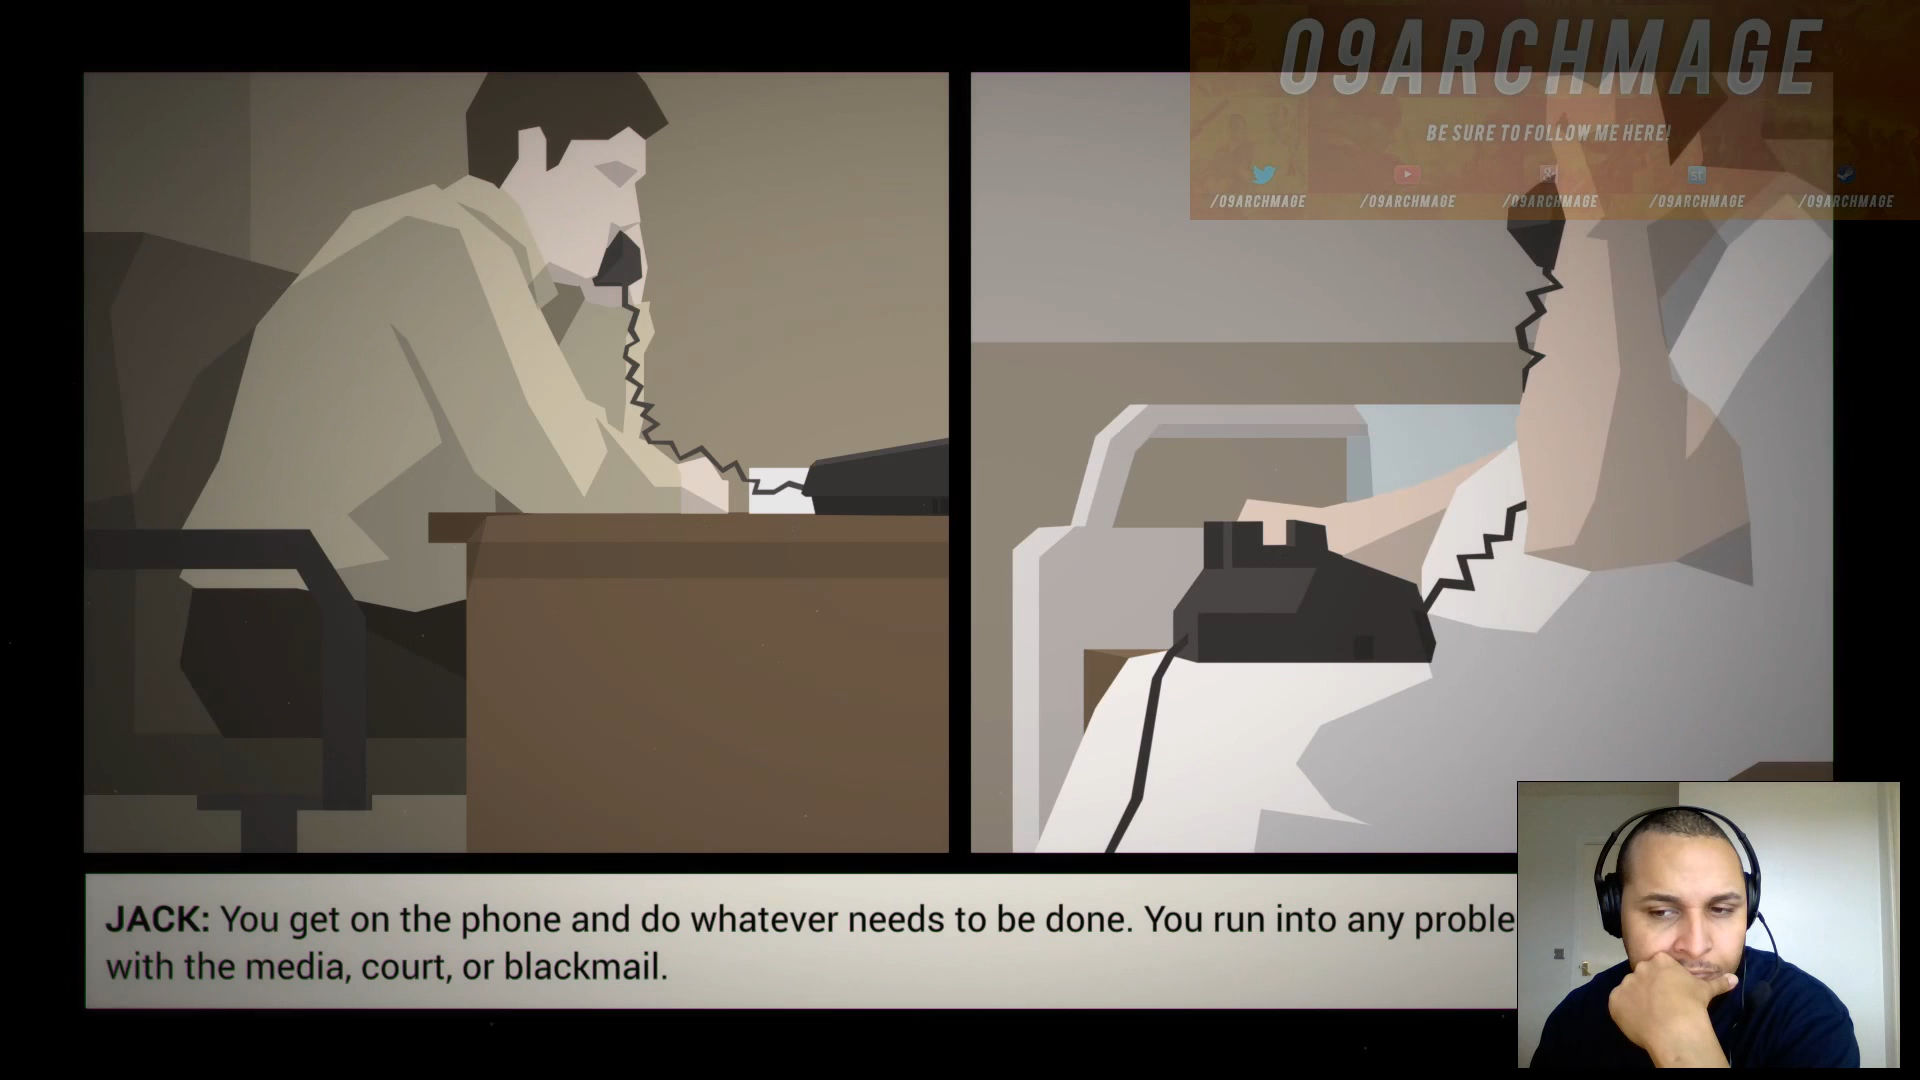 09ARCHMAGE
BE SURE TO FOLLOW ME HERE!
/09ARCHMAGE /09ARCHMAGE /09ARCHMAGE /09ARCHMAGE /09ARCHMAGE
JACK: You get on the phone and do whatever needs to be done. You run into any proble
with the media, court, or blackmail.